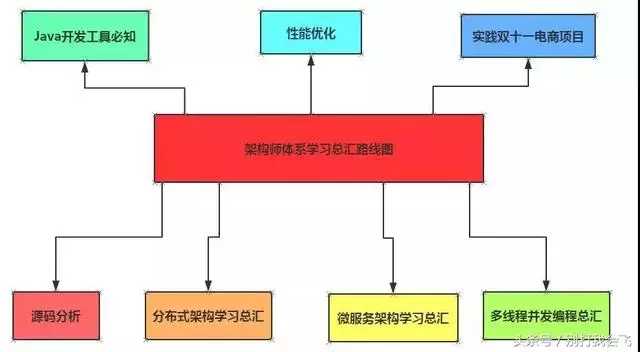 Java开发工具必知
性能优化
实践双十一电商项目
架构师体系学习总汇路线图
源码分析
分布式架构学习总汇
微服务架构学习总汇
多线程并发编程总汇
头条号/别打我会飞